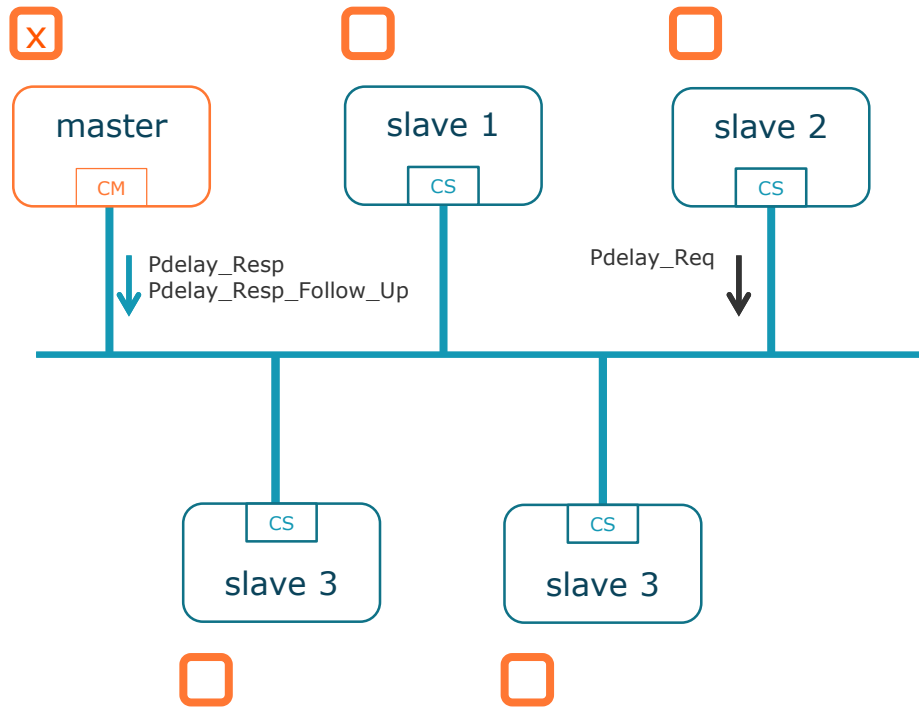 x
master
CM
slave 1
CS
slave 2
CS
Pdelay_Resp
Pdelay_Resp_Follow_Up
Pdelay_Req
CS
slave 3
CS
slave 3